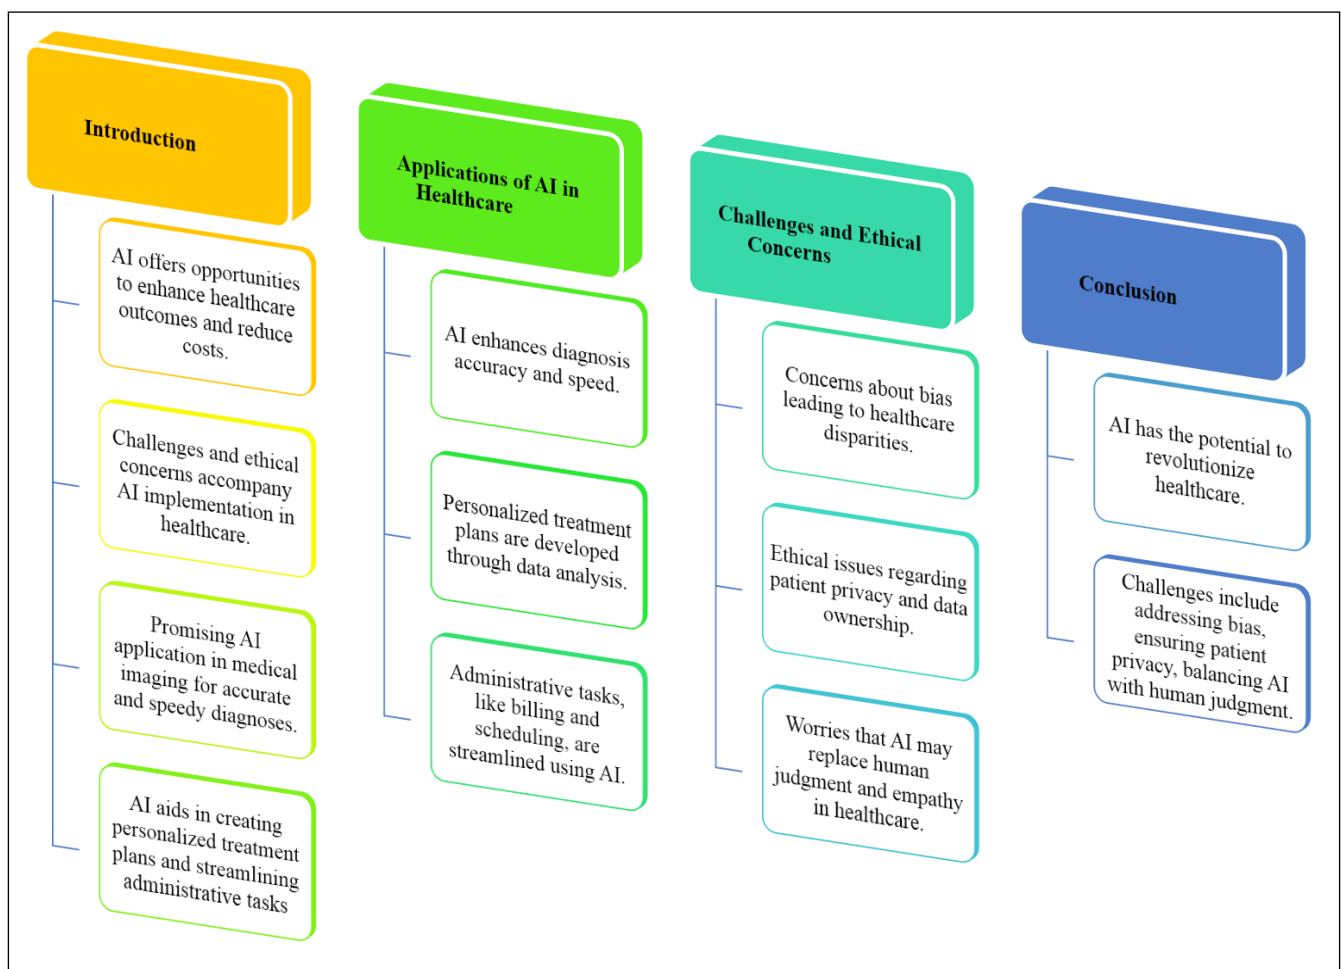 Introduction
AI offers opportunities
to enhance healthcare
outcomes and reduce
costs.
Challenges and ethical
concerns accompany
AI implementation in
healthcare.
Promising AI
application in medical
imaging for accurate
and speedy diagnoses.
AI aids in creating
personalized treatment
plans and streamlining
administrative tasks
Applications of AI in
Healthcare
AI enhances diagnosis
accuracy and speed.
Personalized treatment
plans are developed
through data analysis.
Administrative tasks,
like billing and
scheduling, are
streamlined using AI.
Challenges and Ethical
Concerns
Concerns about bias
leading to healthcare
disparities.
Ethical issues regarding
patient privacy and data
ownership.
Worries that AI may
replace human
judgment and empathy
in healthcare.
Conclusion
AI has the potential to
revolutionize
healthcare.
Challenges include
addressing bias,
ensuring patient
privacy, balancing AI
with human judgment.